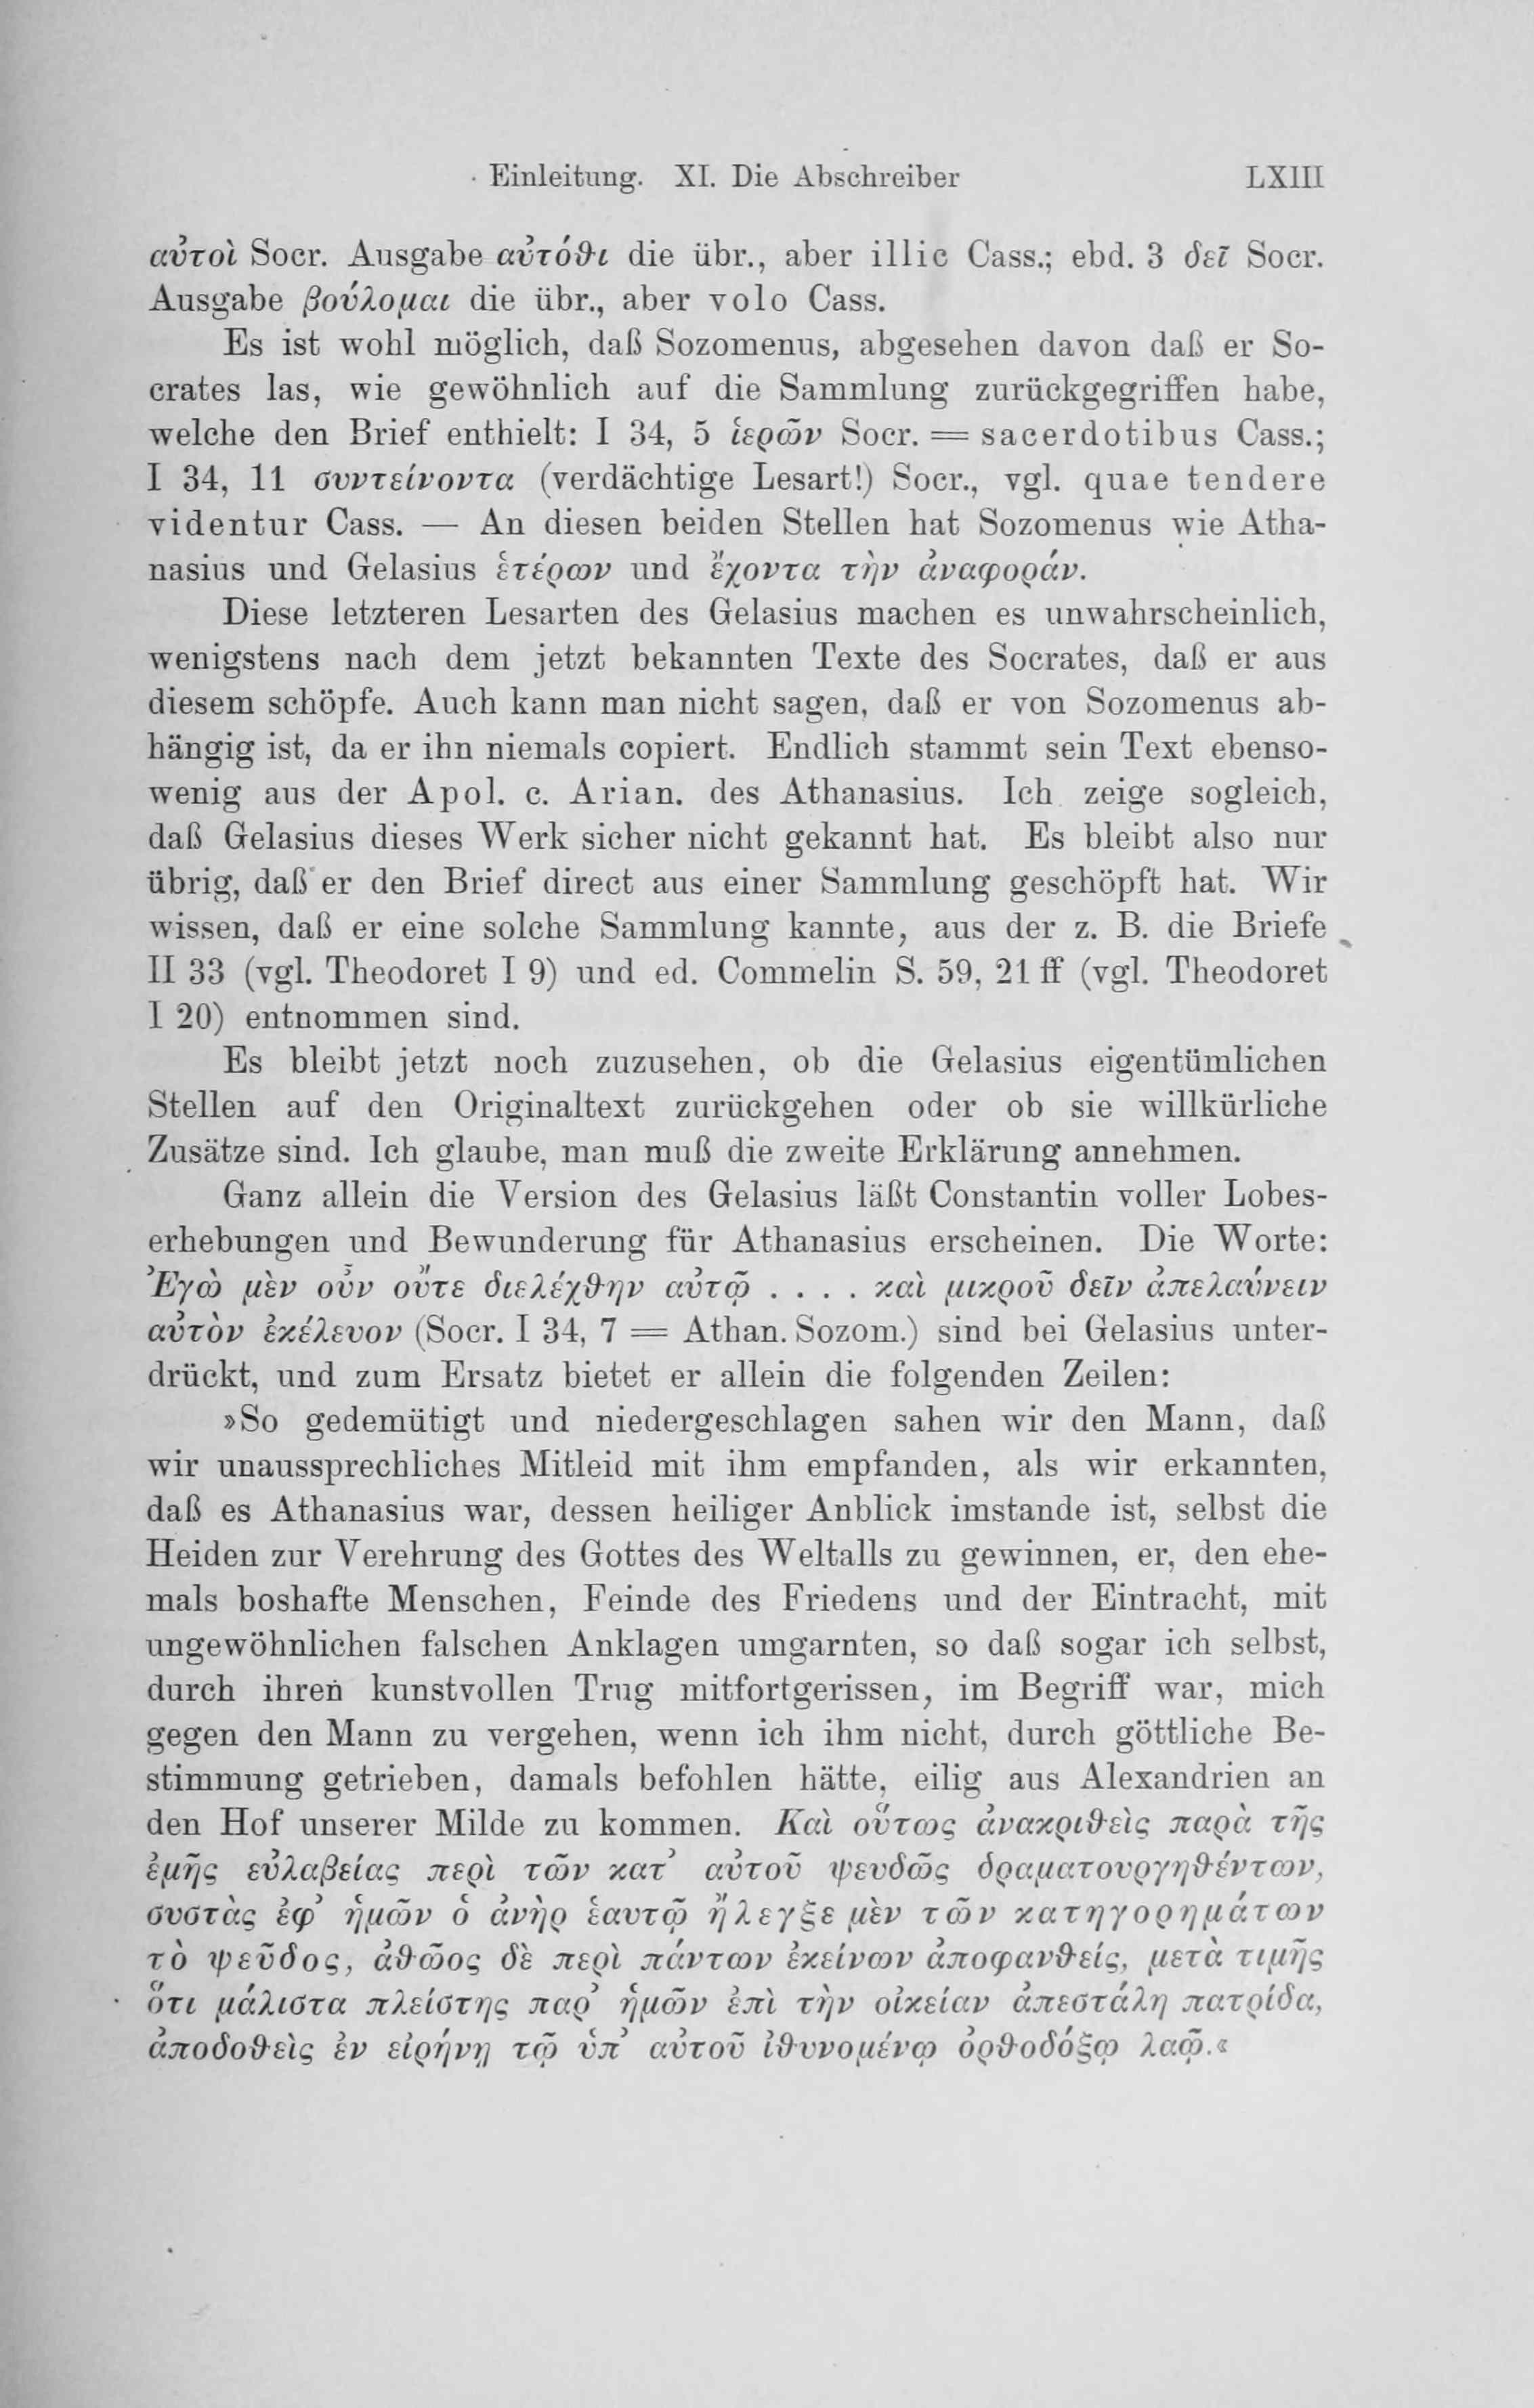 Einleitung. XI. Die Abschreiber LXIII
αὐτοὶ Socr. Ausgabe αὐτόθι die übr., aber illic Cass.; ebd. 3 δεῖ Socr.
Ausgabe βούλομαι die übr., aber volo Cass.
Es ist wohl möglich, daß Sozomenus, abgesehen davon daß er So-
crates las, wie gewöhnlich auf die Sammlung zurückgegriffen habe,
welche den Brief enthielt: I 34, 5 ἱερῶν Socr. = sacerdotibus Cass.;
I 34, 11 συντείνοντα (verdächtige Lesart!) Socr., vgl. quae tendere
videntur Cass. — An diesen beiden Stellen hat Sozomenus wie Atha-
nasius und Gelasius ἑτέρων und ἔχοντα τὴν ἀναφοράν.
Diese letzteren Lesarten des Gelasius machen es unwahrscheinlich,
wenigstens nach dem jetzt bekannten Texte des Socrates, daß er aus
diesem schöpfe. Auch kann man nicht sagen, daß er von Sozomenus ab-
hängig ist, da er ihn niemals copiert. Endlich stammt sein Text ebenso-
wenig aus der Apol. c. Arian. des Athanasius. Ich zeige sogleich,
daß Gelasius dieses Werk sicher nicht gekannt hat. Es bleibt also nur
übrig, daß er den Brief direct aus einer Sammlung geschöpft hat. Wir
wissen, daß er eine solche Sammlung kannte, aus der z. B. die Briefe
II 33 (vgl. Theodoret I 9) und ed. Commelin S. 59, 21 ff (vgl. Theodoret
I 20) entnommen sind.
Es bleibt jetzt noch zuzusehen, ob die Gelasius eigentümlichen
Stellen auf den Originaltext zurückgehen oder ob sie willkürliche
Zusätze sind. Ich glaube, man muß die zweite Erklärung annehmen.
Ganz allein die Version des Gelasius läßt Constantin voller Lobes-
erhebungen und Bewunderung für Athanasius erscheinen. Die Worte:
Ἐγὼ μὲν οὖν οὔτε διελέχθην αὐτῷ . . . . καὶ μικροῦ δεῖν ἀπελαύνειν
αὐτὸν ἐκέλευον (Socr. I 34, 7 = Athan. Sozom.) sind bei Gelasius unter-
drückt, und zum Ersatz bietet er allein die folgenden Zeilen:
»So gedemütigt und niedergeschlagen sahen wir den Mann, daß
wir unaussprechliches Mitleid mit ihm empfanden, als wir erkannten,
daß es Athanasius war, dessen heiliger Anblick imstande ist, selbst die
Heiden zur Verehrung des Gottes des Weltalls zu gewinnen, er, den ehe-
mals boshafte Menschen, Feinde des Friedens und der Eintracht, mit
ungewöhnlichen falschen Anklagen umgarnten, so daß sogar ich selbst,
durch ihren kunstvollen Trug mitfortgerissen, im Begriff war, mich
gegen den Mann zu vergehen, wenn ich ihm nicht, durch göttliche Be-
stimmung getrieben, damals befohlen hätte, eilig aus Alexandrien an
den Hof unserer Milde zu kommen. Καὶ οὕτως ἀνακριθεὶς παρὰ τῆς
ἐμῆς εὐλαβείας περὶ τῶν κατ’ αὐτοῦ ψευδῶς δραματουργηθέντων,
συστὰς ἐφ’ ἡμῶν ὁ ἀνὴρ ἑαυτῷ ἤλεγξε μὲν τῶν κατηγορημάτων
τὸ ψεῦδος, ἀθῶος δὲ περὶ πάντων ἐκείνων ἀποφανθείς, μετὰ τιμῆς
ὅτι μάλιστα πλείστης παρ’ ἡμῶν ἐπὶ τὴν οἰκείαν ἀπεστάλη πατρίδα,
ἀποδοθεὶς ἐν εἰρήνῃ τῷ ὑπ’ αὐτοῦ ἰθυνομένῳ ὀρθοδόξῳ λαῷ.«